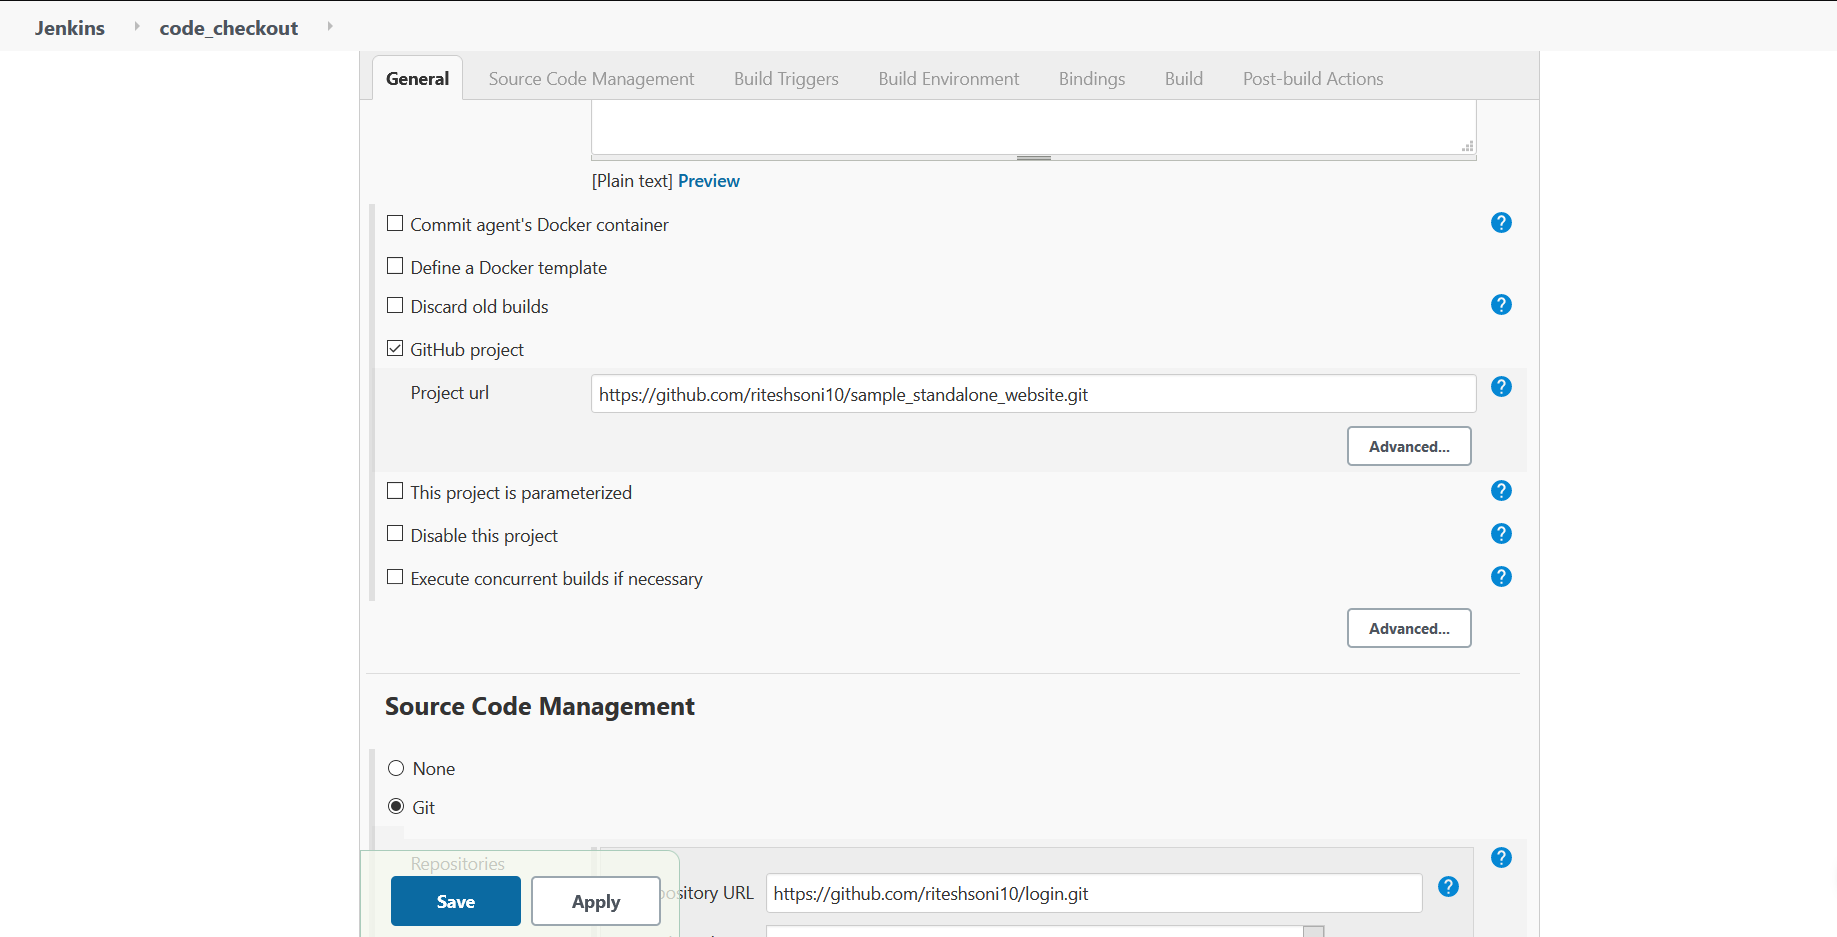 Jenkins code_checkout
General Source Code Management Build Triggers Build Environment Bindings Build Post-build Actions
[Plain text] Preview
Commit agent's Docker container
Define a Docker template
Discard old builds
GitHub project
Project url https://github.com/riteshsoni10/sample_standalone_website.git
Advanced...
This project is parameterized
Disable this project
Execute concurrent builds if necessary
Advanced...
Source Code Management
None
Git
Repositories
URL https://github.com/riteshsoni10/login.git
Save Apply